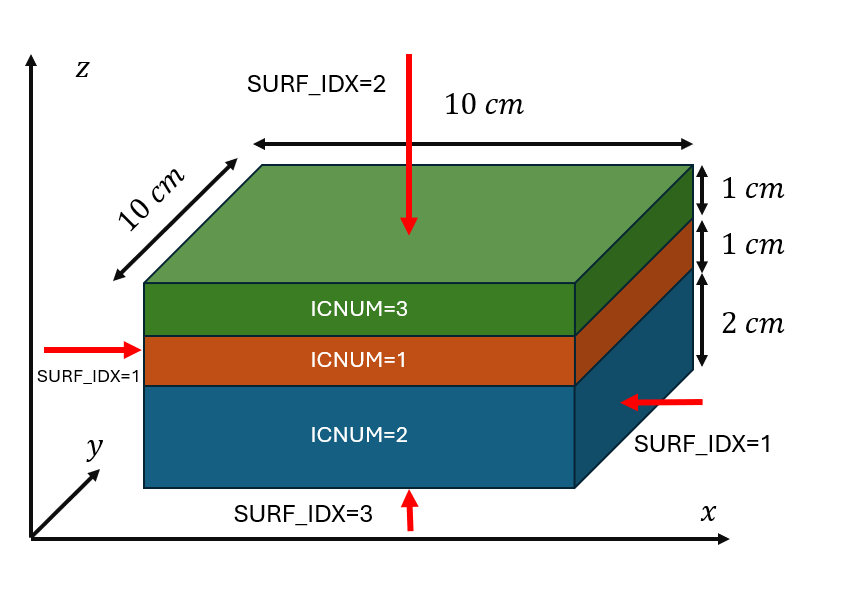 z
SURF_IDX=2
10 cm
10 cm
1 cm
1 cm
2 cm
ICNUM=3
ICNUM=1
ICNUM=2
SURF_IDX=1
y
SURF_IDX=1
SURF_IDX=3
x